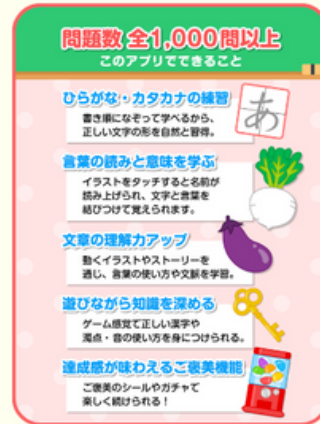 問題数 全1,000問以上
このアプリでできること
ひらがな・カタカナの練習
あ
書き順になぞって学べるから、
正しい文字の形を自然と習得。
言葉の読みと意味を学ぶ
イラストをタッチすると名前が
読み上げられ、文字と言葉を
結びつけて覚えられます。
文章の理解力アップ
動くイラストやストーリーを
通じ、言葉の使い方や文脈を学習。
遊びながら知識を深める
ゲーム感覚で正しい漢字や
濁点・音の使い方を身につけられる。
達成感が味わえるご褒美機能
ご褒美のシールやガチャで
楽しく続けられる!